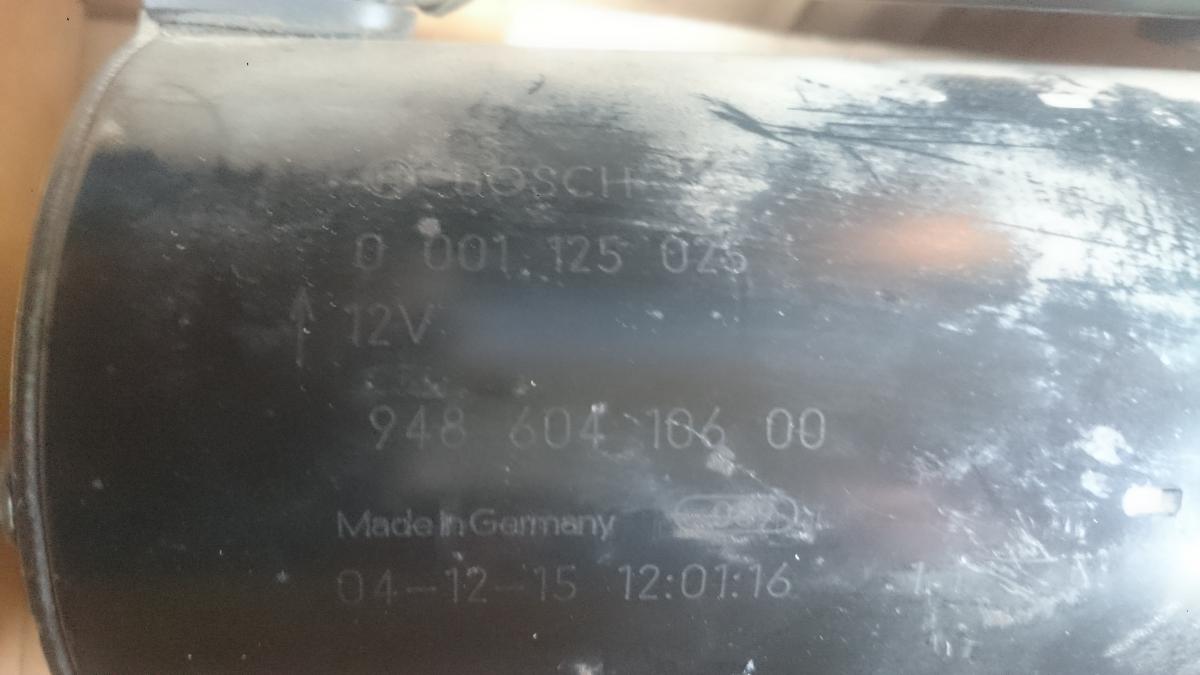 BOSCH
0 001 125 025
12V
948 604 106 00
Made in Germany
04-12-15 12:01:16